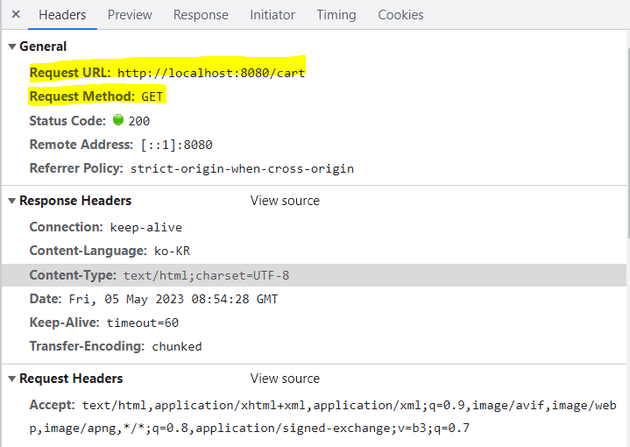 × Headers Preview Response Initiator Timing Cookies
▼ General
Request URL: http://localhost:8080/cart
Request Method: GET
Status Code: 200
Remote Address: [::1]:8080
Referrer Policy: strict-origin-when-cross-origin
▼ Response Headers View source
Connection: keep-alive
Content-Language: ko-KR
Content-Type: text/html;charset=UTF-8
Date: Fri, 05 May 2023 08:54:28 GMT
Keep-Alive: timeout=60
Transfer-Encoding: chunked
▼ Request Headers View source
Accept: text/html,application/xhtml+xml,application/xml;q=0.9,image/avif,image/web
p,image/apng,*/*;q=0.8,application/signed-exchange;v=b3;q=0.7